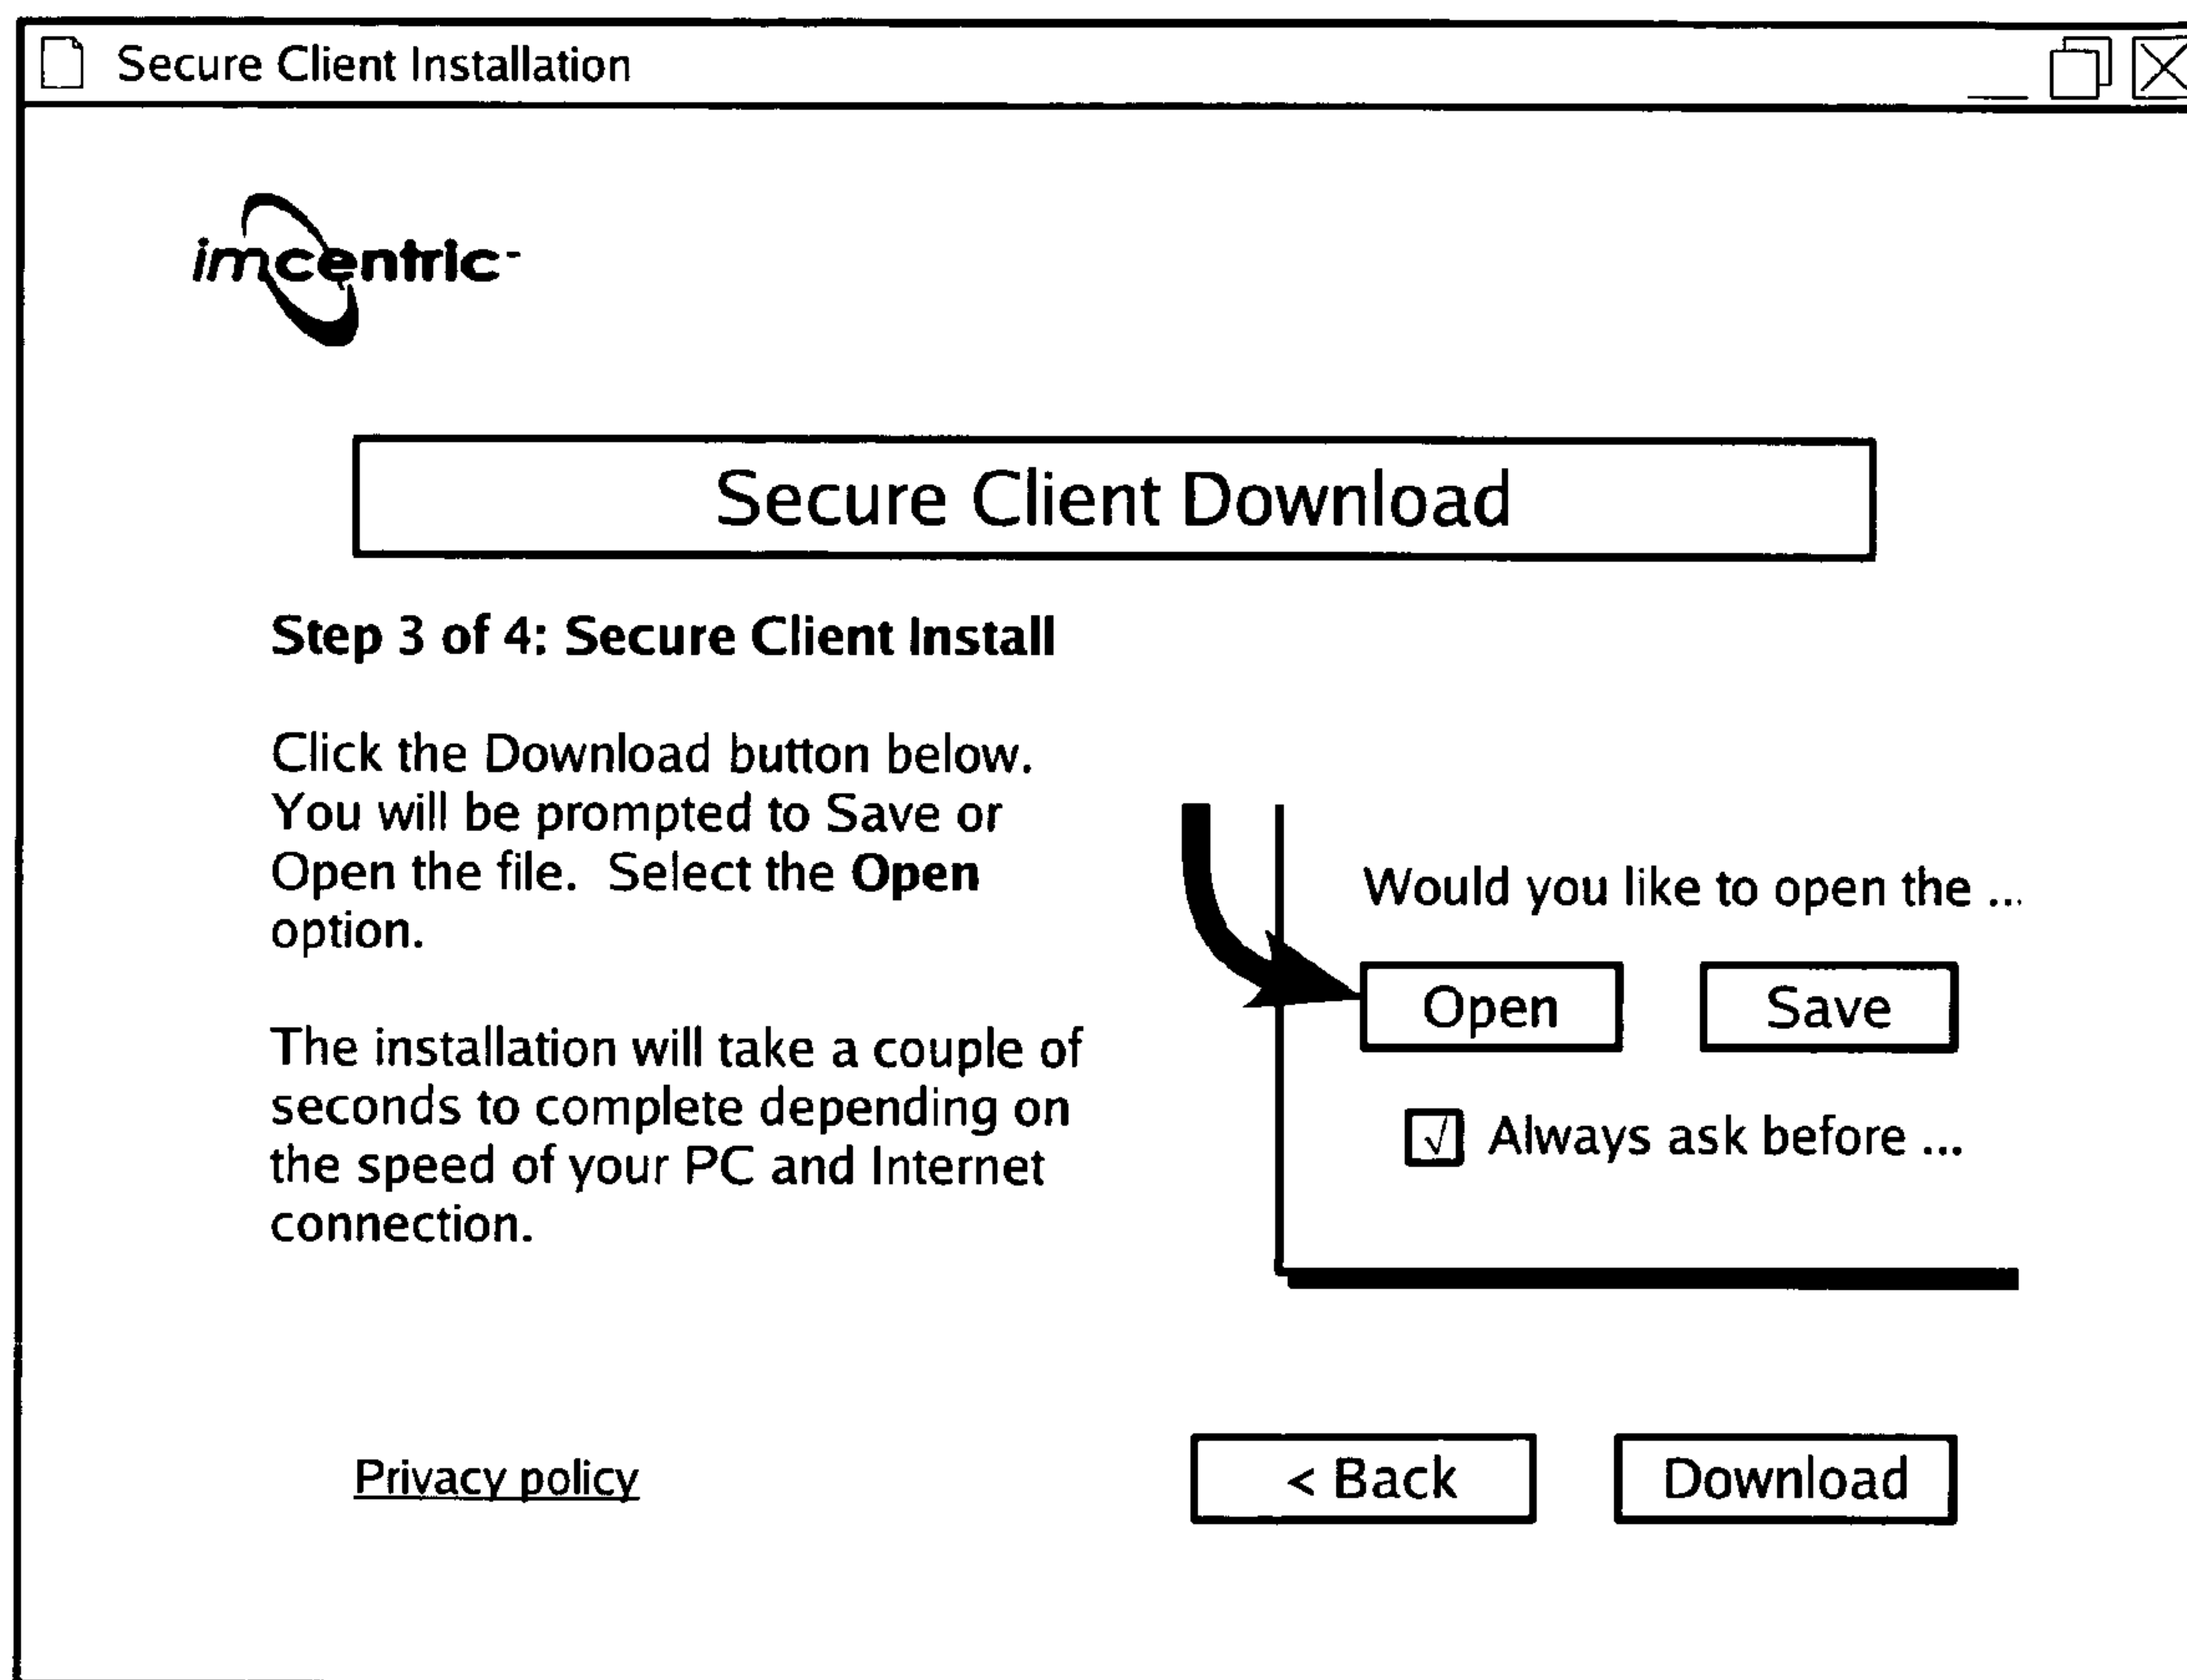 Secure Client Installation
imcentric
Secure Client Download
Step 3 of 4: Secure Client Install
Click the Download button below.
You will be prompted to Save or
Open the file. Select the Open
option.
The installation will take a couple of
seconds to complete depending on
the speed of your PC and Internet
connection.
Would you like to open the ...
Open Save
√ Always ask before ...
Privacy policy
< Back Download